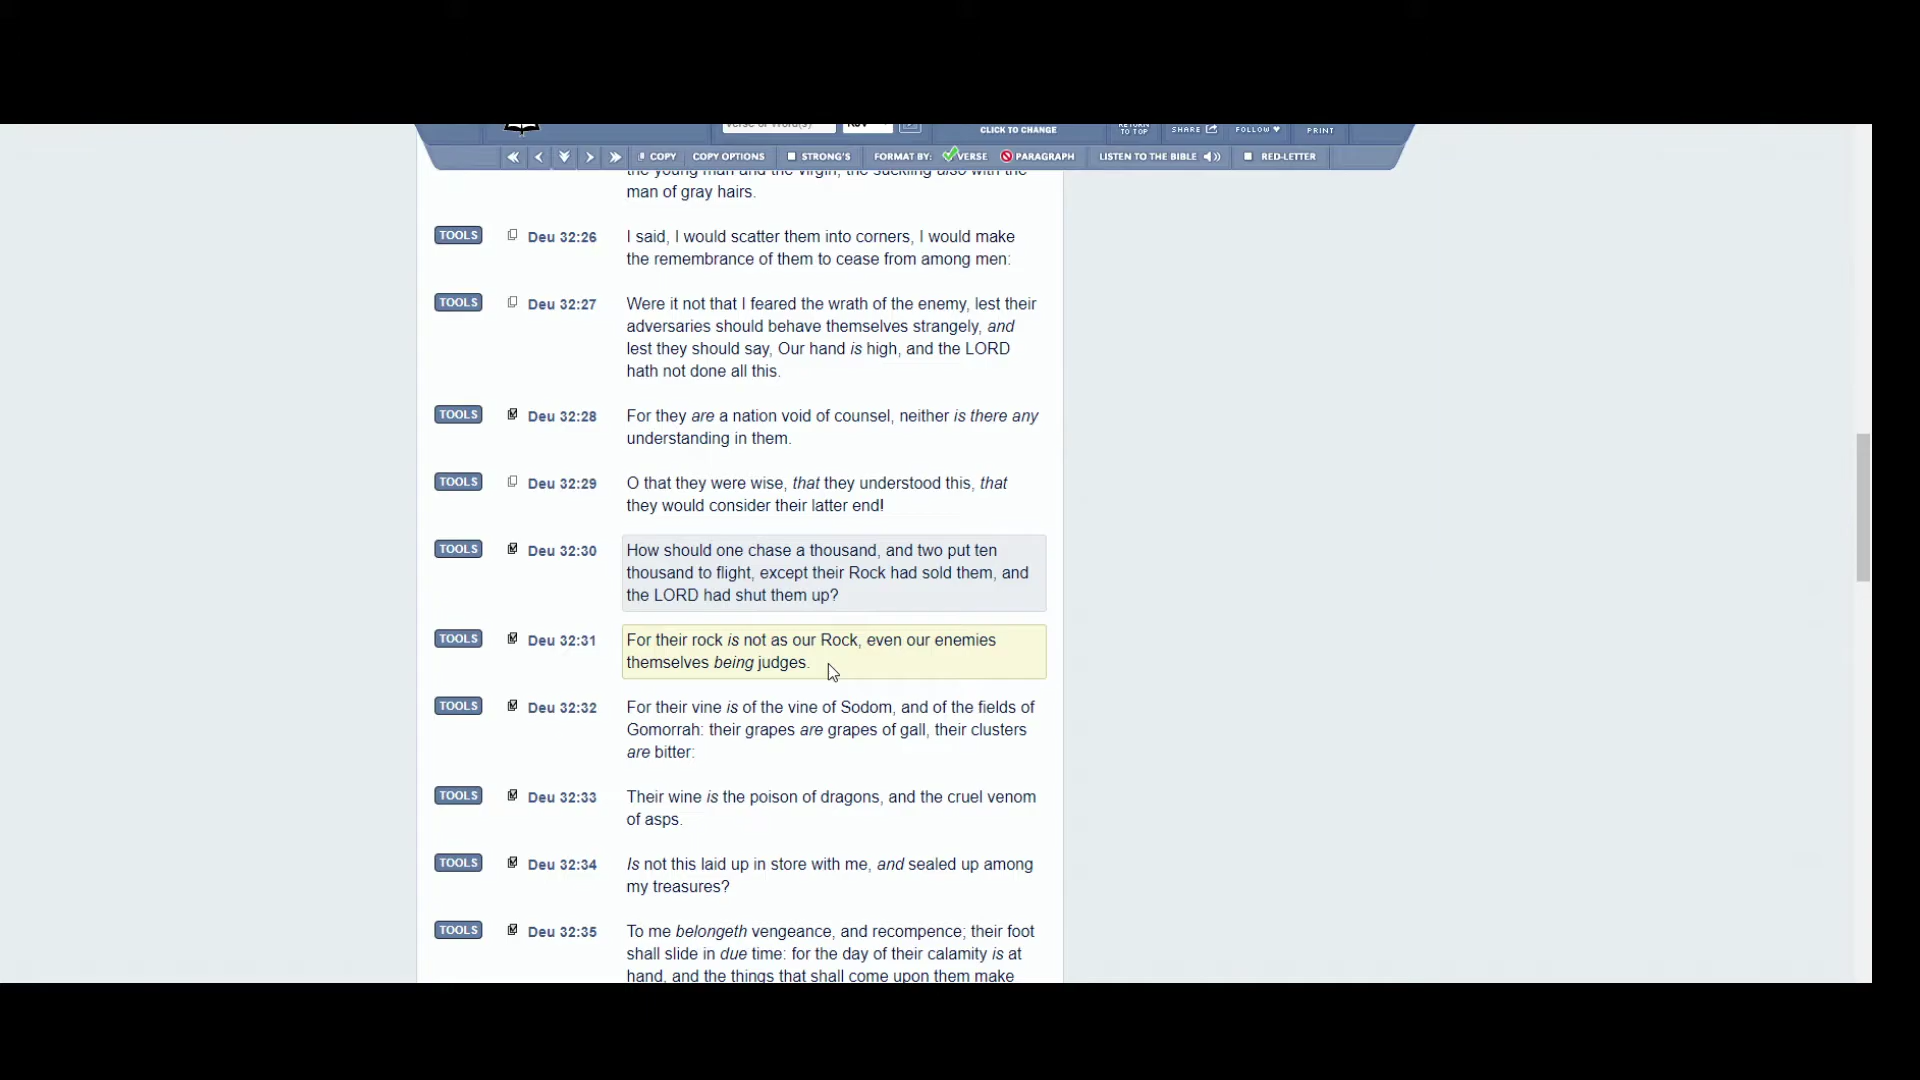 CLICK TO CHANGE
RETURN TO TOP
SHARE
FOLLOW
PRINT
COPY
COPY OPTIONS
STRONG'S
FORMAT BY:
VERSE
PARAGRAPH
LISTEN TO THE BIBLE
RED-LETTER
the young man and the virgin, the suckling also with the
man of gray hairs.
TOOLS Deu 32:26 I said, I would scatter them into corners, I would make
the remembrance of them to cease from among men:
TOOLS Deu 32:27 Were it not that I feared the wrath of the enemy, lest their
adversaries should behave themselves strangely, and
lest they should say, Our hand is high, and the LORD
hath not done all this.
TOOLS Deu 32:28 For they are a nation void of counsel, neither is there any
understanding in them.
TOOLS Deu 32:29 O that they were wise, that they understood this, that
they would consider their latter end!
TOOLS Deu 32:30 How should one chase a thousand, and two put ten
thousand to flight, except their Rock had sold them, and
the LORD had shut them up?
TOOLS Deu 32:31 For their rock is not as our Rock, even our enemies
themselves being judges.
TOOLS Deu 32:32 For their vine is of the vine of Sodom, and of the fields of
Gomorrah: their grapes are grapes of gall, their clusters
are bitter:
TOOLS Deu 32:33 Their wine is the poison of dragons, and the cruel venom
of asps.
TOOLS Deu 32:34 Is not this laid up in store with me, and sealed up among
my treasures?
TOOLS Deu 32:35 To me belongeth vengeance, and recompence; their foot
shall slide in due time: for the day of their calamity is at
hand, and the things that shall come upon them make